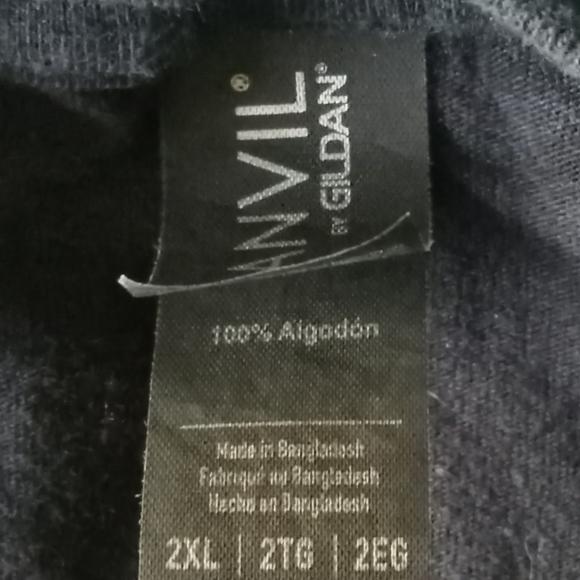 ANVIL®
BY GILDAN®
100% Algodón
Made in Bangladesh
Fabriqué au Bangladesh
Hecho en Bangladesh
2XL | 2TG | 2EG